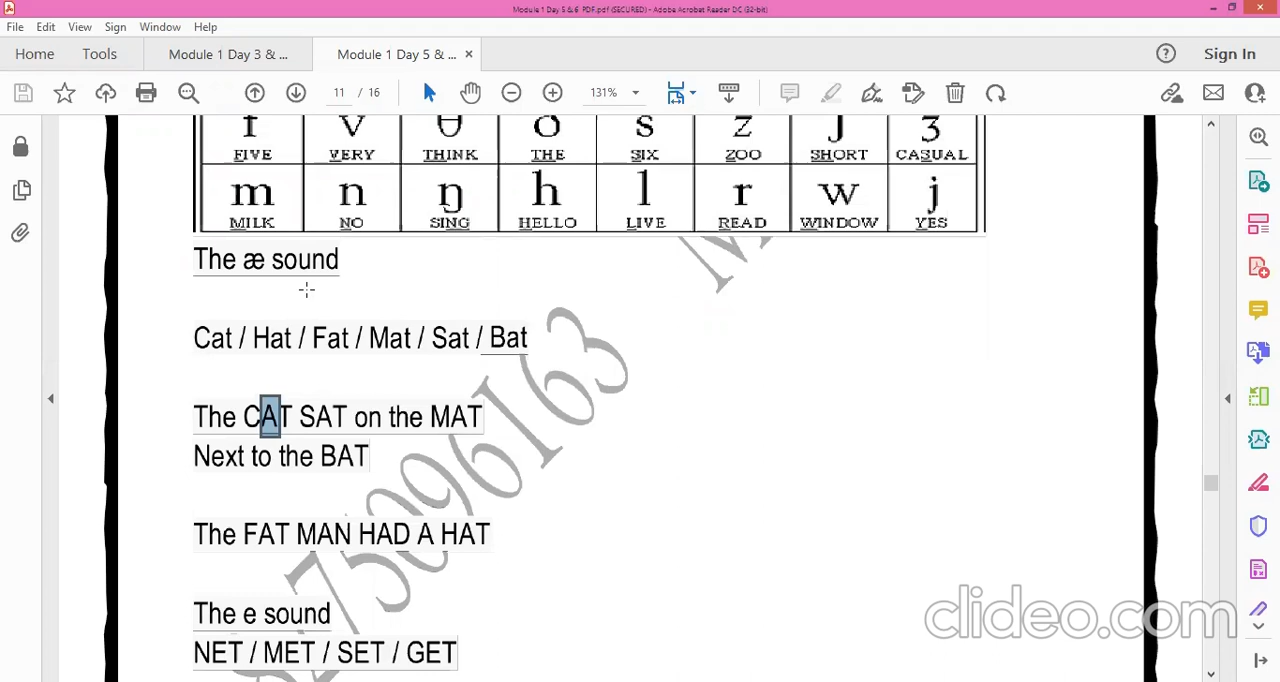 Module 1 Day 5 & 6 PDF.pdf (SECURED) - Adobe Acrobat Reader DC (32-bit)
File Edit View Sign Window Help
Home Tools Module 1 Day 3 & ... Module 1 Day 5 & ... × Sign In
11 / 16 131%
f v θ ð s z ʃ ʒ
FIVE VERY THINK THE SIX ZOO SHORT CASUAL
m n ŋ h l r w j
MILK NO SING HELLO LIVE READ WINDOW YES
The æ sound
Cat / Hat / Fat / Mat / Sat / Bat
The CAT SAT on the MAT
Next to the BAT
The FAT MAN HAD A HAT
The e sound
NET / MET / SET / GET
clideo.com